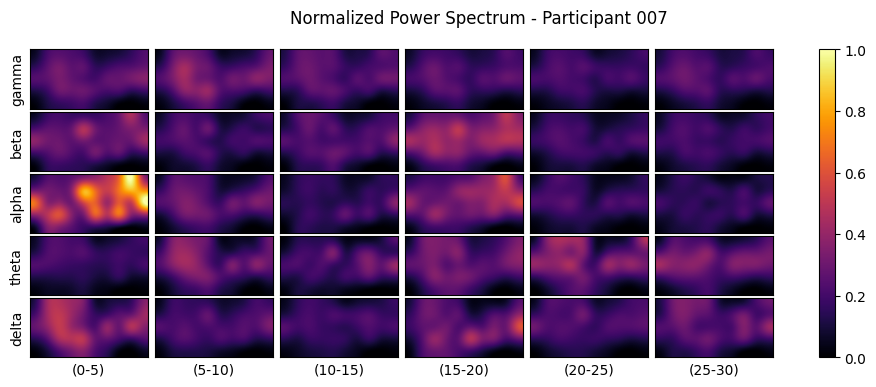 Normalized Power Spectrum - Participant 007
gamma
beta
alpha
theta
delta
(0-5) (5-10) (10-15) (15-20) (20-25) (25-30)
1.0
0.8
0.6
0.4
0.2
0.0